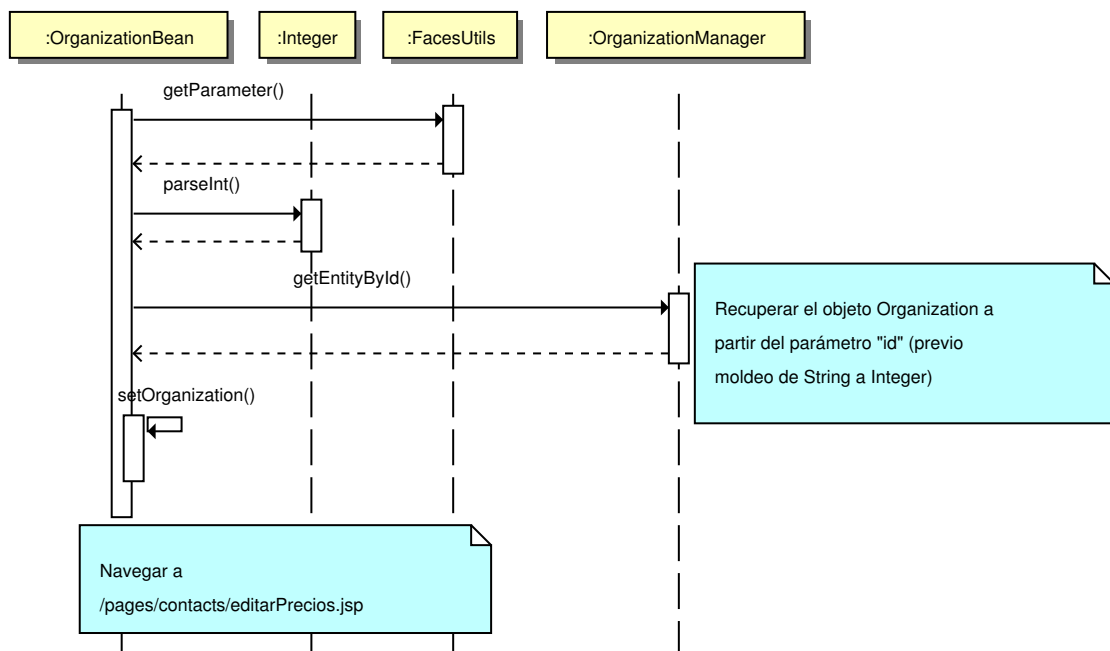 :OrganizationBean
:Integer
:FacesUtils
:OrganizationManager
getParameter()
parseInt()
getEntityById()
Recuperar el objeto Organization a
partir del parámetro "id" (previo
moldeo de String a Integer)
setOrganization()
Navegar a
/pages/contacts/editarPrecios.jsp